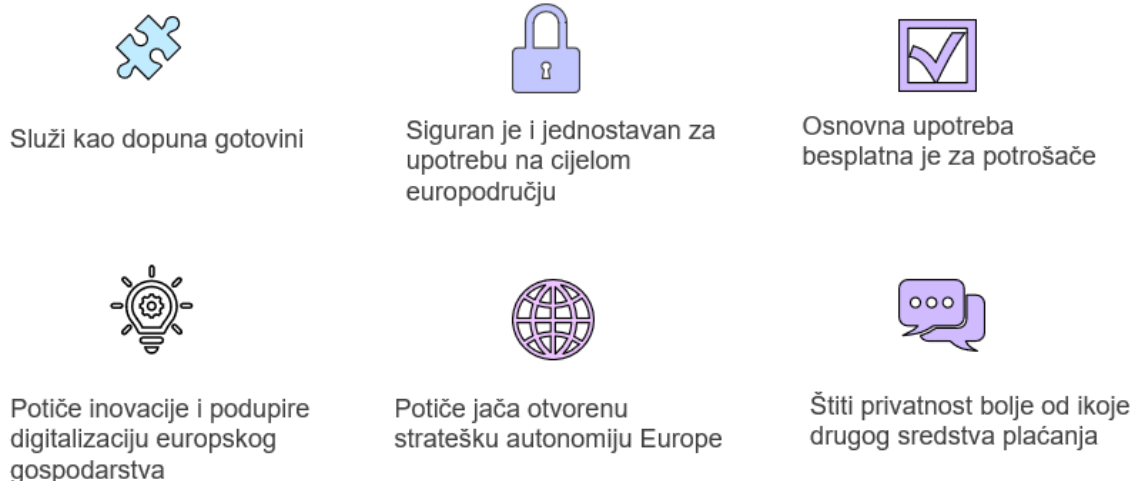 Služi kao dopuna gotovini
Siguran je i jednostavan za
upotrebu na cijelom
europodručju
Osnovna upotreba
besplatna je za potrošače
Potiče inovacije i podupire
digitalizaciju europskog
gospodarstva
Potiče jača otvorenu
stratešku autonomiju Europe
Štiti privatnost bolje od ikoje
drugog sredstva plaćanja